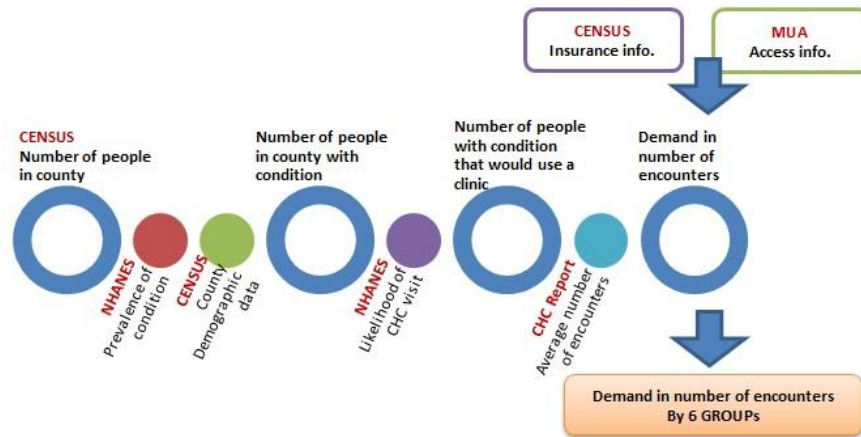 CENSUS
Insurance info.
MUA
Access info.
CENSUS
Number of people
in county
Number of people
in county with
condition
Number of people
with condition
that would use a
clinic
Demand in
number of
encounters
NHANES
Prevalence of
condition
CENSUS
County
Demographic
data
NHANES
Likelihood of
CHC visit
CHC Report
Average number
of encounters
Demand in number of encounters
By 6 GROUPs